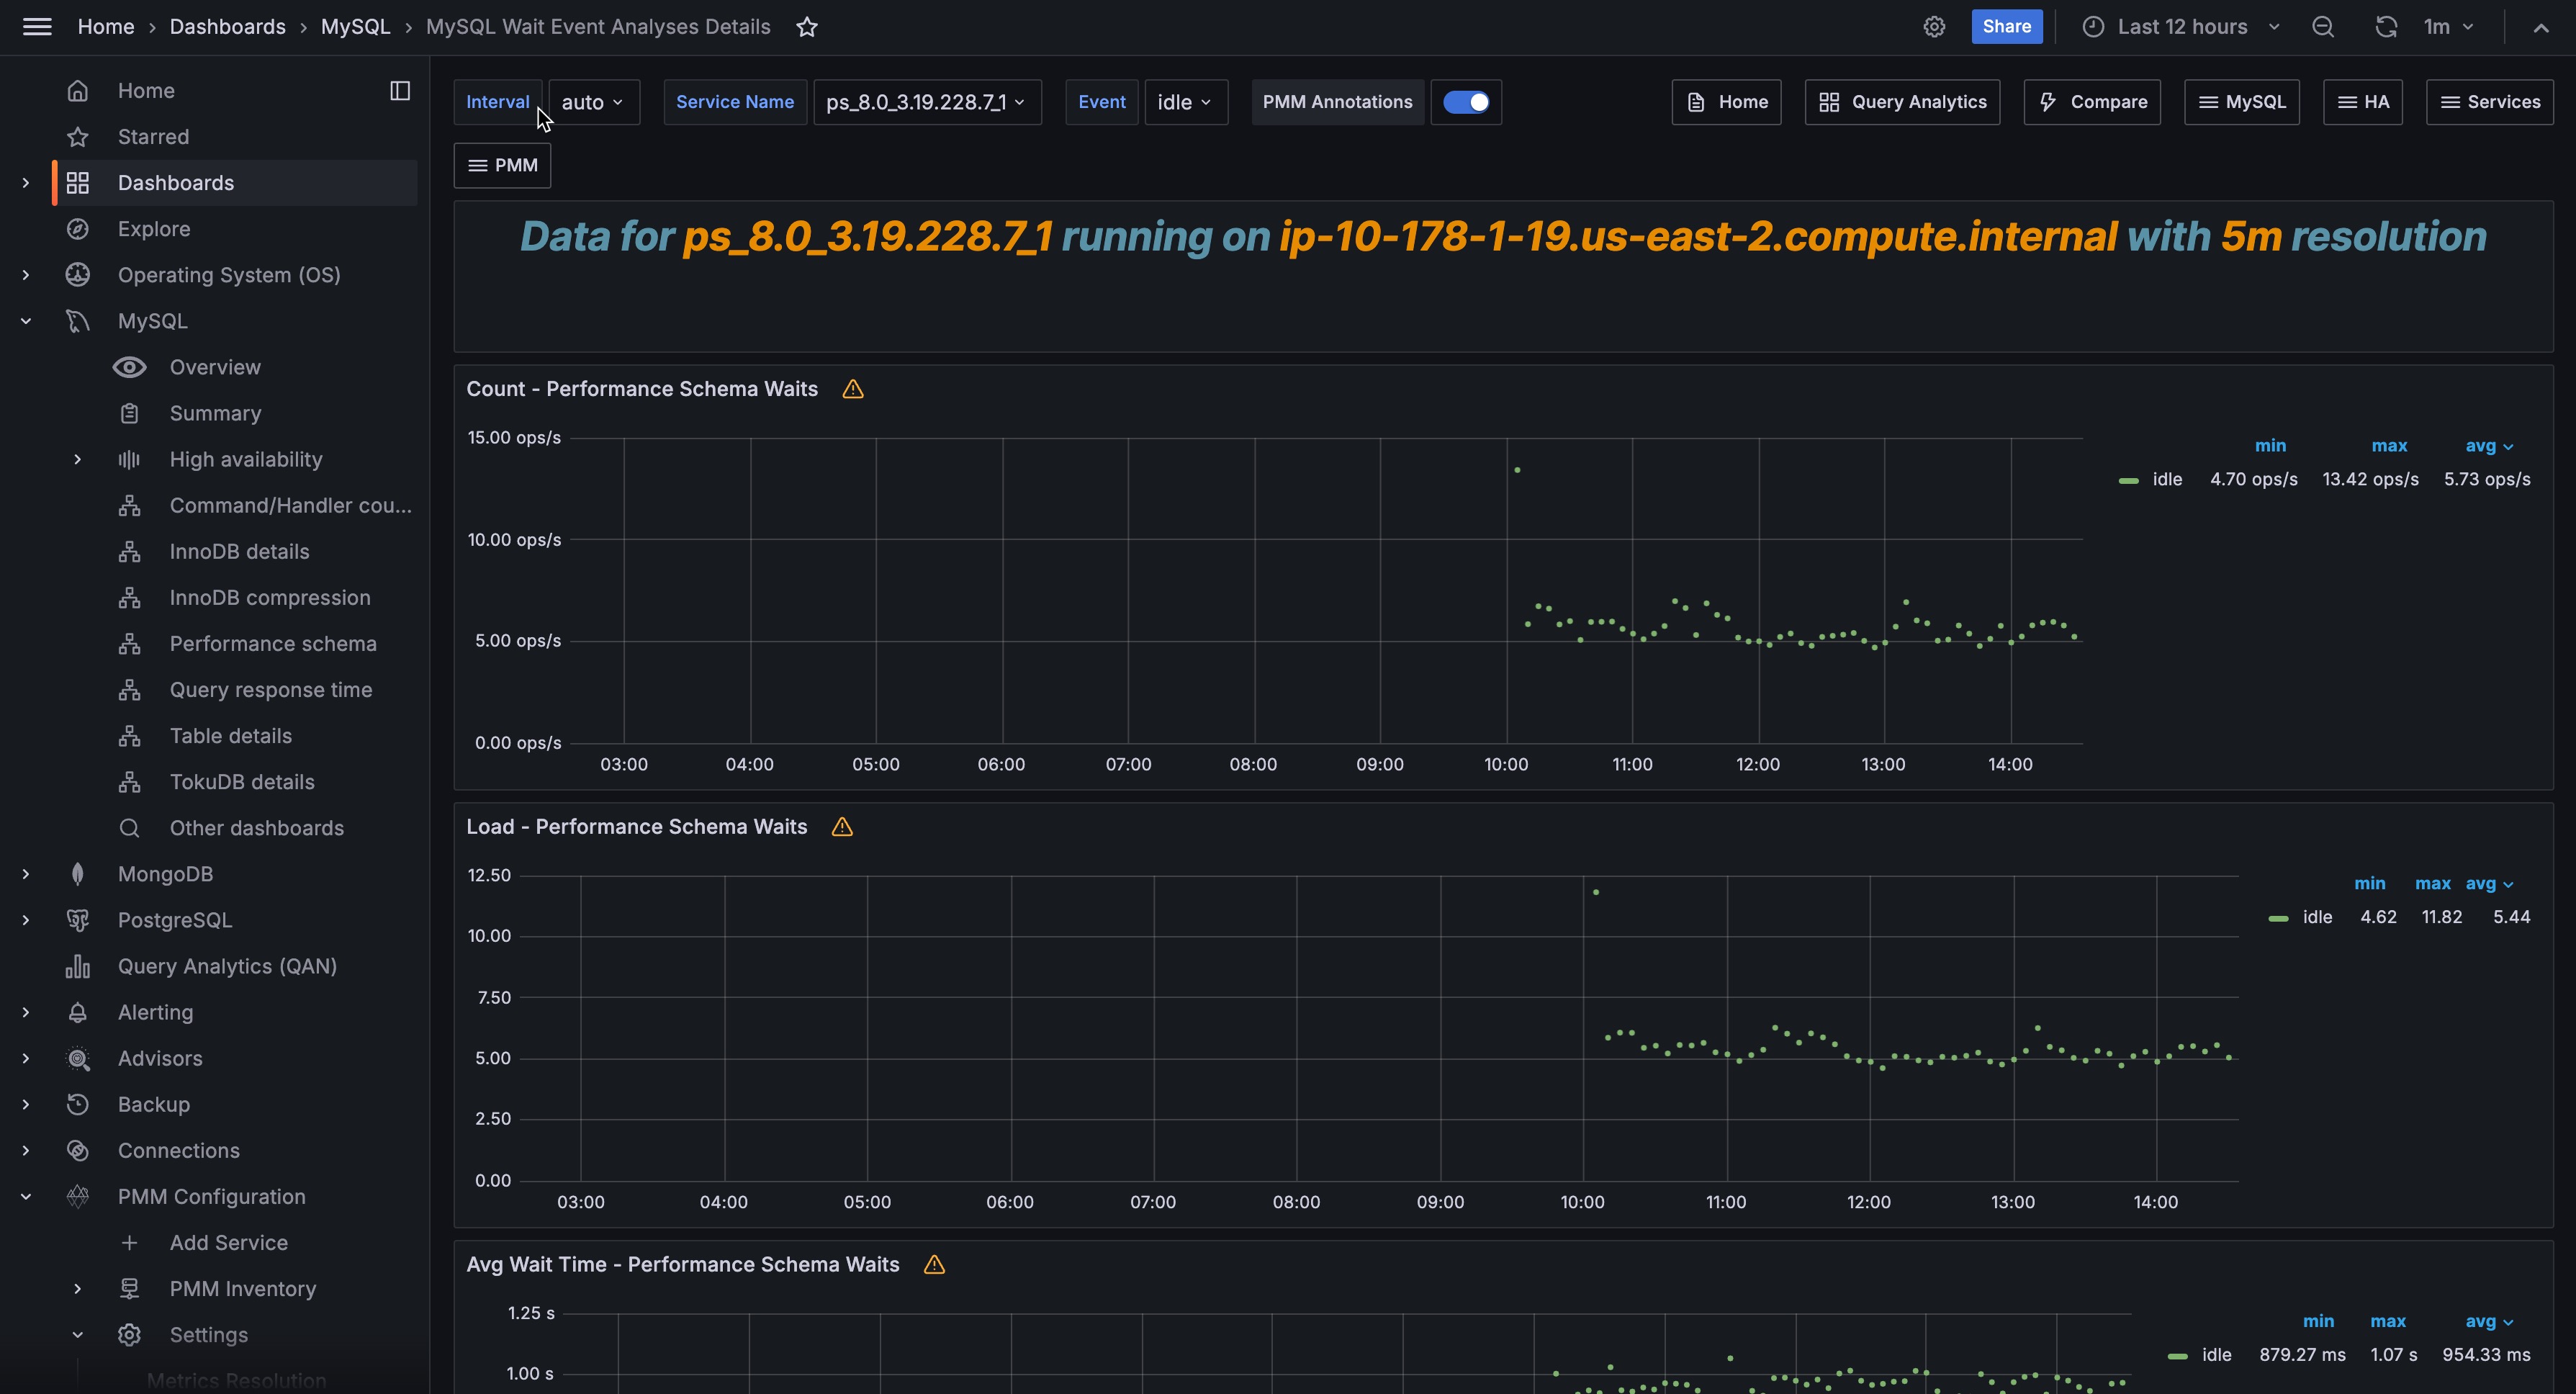 Home › Dashboards › MySQL › MySQL Wait Event Analyses Details
Share
Last 12 hours
1m
Home
Starred
Dashboards
Explore
Operating System (OS)
MySQL
Overview
Summary
High availability
Command/Handler cou...
InnoDB details
InnoDB compression
Performance schema
Query response time
Table details
TokuDB details
Other dashboards
MongoDB
PostgreSQL
Query Analytics (QAN)
Alerting
Advisors
Backup
Connections
PMM Configuration
Add Service
PMM Inventory
Settings
Metrics Resolution
Interval auto Service Name ps_8.0_3.19.228.7_1 Event idle PMM Annotations Home Query Analytics Compare MySQL HA Services
PMM
Data for ps_8.0_3.19.228.7_1 running on ip-10-178-1-19.us-east-2.compute.internal with 5m resolution
Count - Performance Schema Waits
15.00 ops/s
10.00 ops/s
5.00 ops/s
0.00 ops/s
03:00 04:00 05:00 06:00 07:00 08:00 09:00 10:00 11:00 12:00 13:00 14:00
min max avg
idle 4.70 ops/s 13.42 ops/s 5.73 ops/s
Load - Performance Schema Waits
12.50
10.00
7.50
5.00
2.50
0.00
03:00 04:00 05:00 06:00 07:00 08:00 09:00 10:00 11:00 12:00 13:00 14:00
min max avg
idle 4.62 11.82 5.44
Avg Wait Time - Performance Schema Waits
1.25 s
1.00 s
min max avg
idle 879.27 ms 1.07 s 954.33 ms